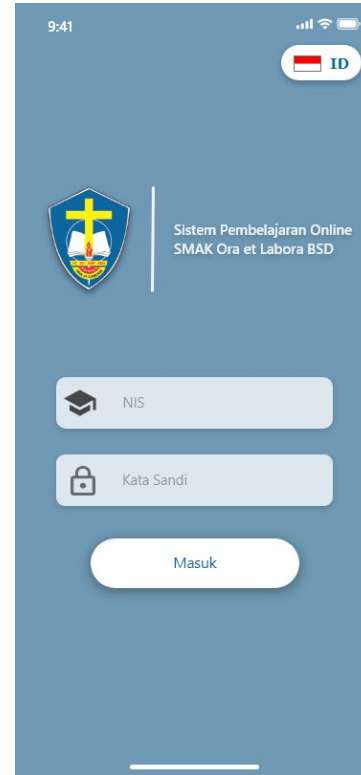 9:41
ID
Sistem Pembelajaran Online
SMAK Ora et Labora BSD
NIS
Kata Sandi
Masuk